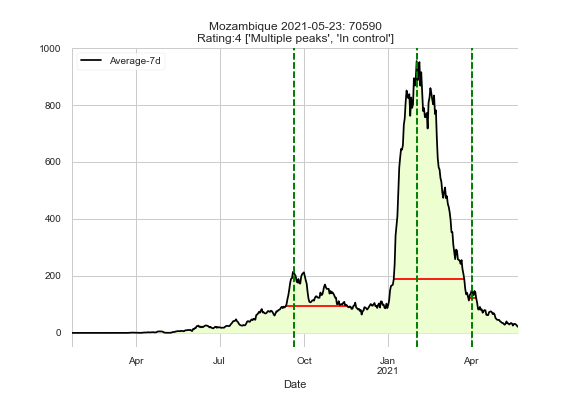 Mozambique 2021-05-23: 70590
Rating:4 ['Multiple peaks', 'In control']
Average-7d
1000
800
600
400
200
0
Apr Jul Oct Jan Apr
2021
Date